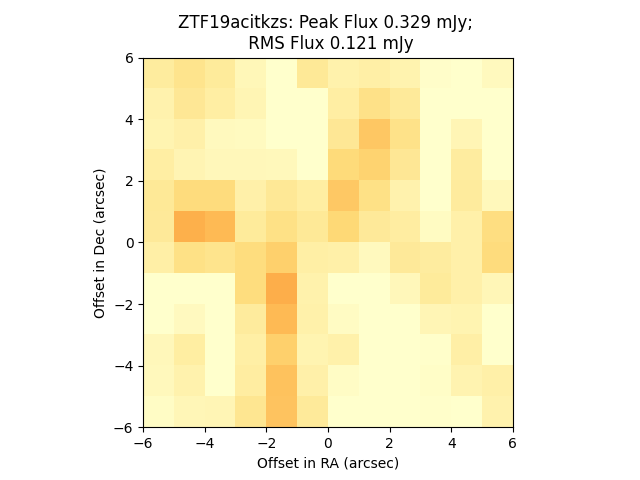 ZTF19acitkzs: Peak Flux 0.329 mJy;
RMS Flux 0.121 mJy
6
4
2
0
−2
−4
−6
Offset in Dec (arcsec)
−6 −4 −2 0 2 4 6
Offset in RA (arcsec)